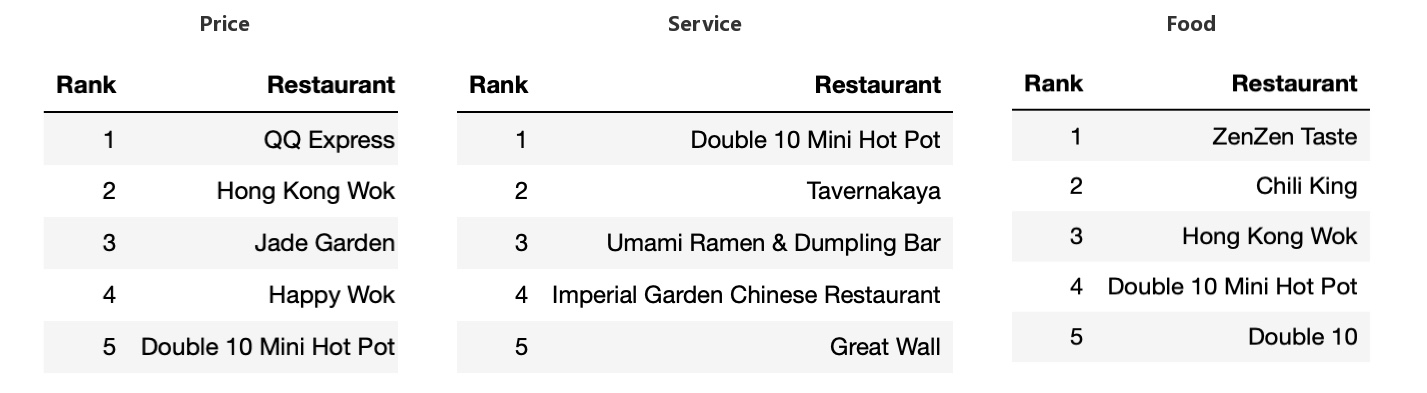 Price
Rank Restaurant
1 QQ Express
2 Hong Kong Wok
3 Jade Garden
4 Happy Wok
5 Double 10 Mini Hot Pot
Service
Rank Restaurant
1 Double 10 Mini Hot Pot
2 Tavernakaya
3 Umami Ramen & Dumpling Bar
4 Imperial Garden Chinese Restaurant
5 Great Wall
Food
Rank Restaurant
1 ZenZen Taste
2 Chili King
3 Hong Kong Wok
4 Double 10 Mini Hot Pot
5 Double 10